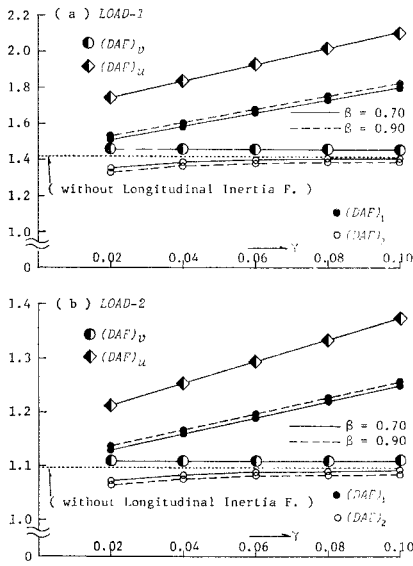 ( a ) LOAD-1
2.2
(DAF)v
(DAF)u
2.0
1.8
1.6
β = 0.70
β = 0.90
1.4
( without Longitudinal Inertia F. )
1.2
(DAF)₁
(DAF)₂
1.0
γ
0
0.02 0.04 0.06 0.08 0.10
1.4
( b ) LOAD-2
(DAF)v
(DAF)u
1.3
1.2
β = 0.70
β = 0.90
1.1
( without Longitudinal Inertia F. )
(DAF)₁
(DAF)₂
1.0
γ
0
0.02 0.04 0.06 0.08 0.10